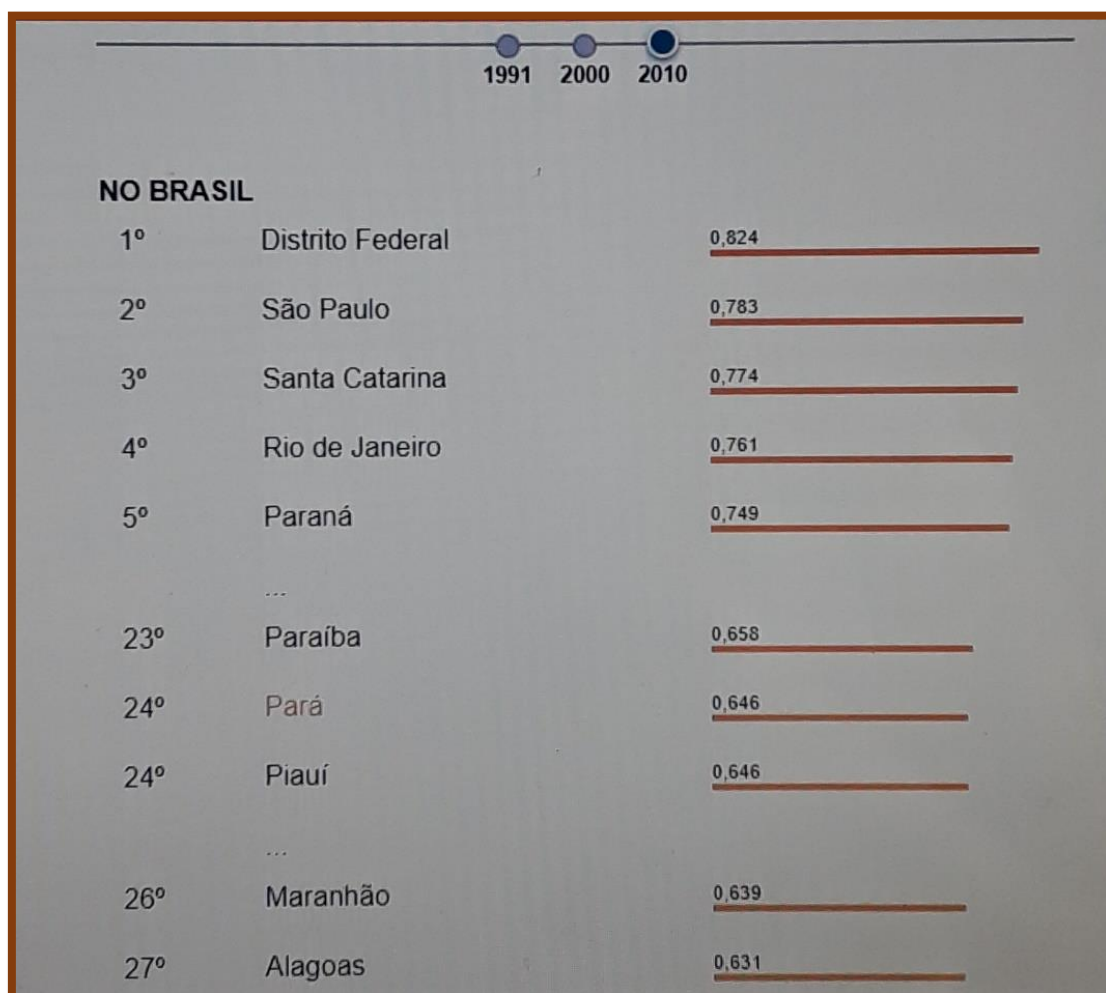 1991 2000 2010
NO BRASIL
1º Distrito Federal 0,824
2º São Paulo 0,783
3º Santa Catarina 0,774
4º Rio de Janeiro 0,761
5º Paraná 0,749
...
23º Paraíba 0,658
24º Pará 0,646
24º Piauí 0,646
...
26º Maranhão 0,639
27º Alagoas 0,631